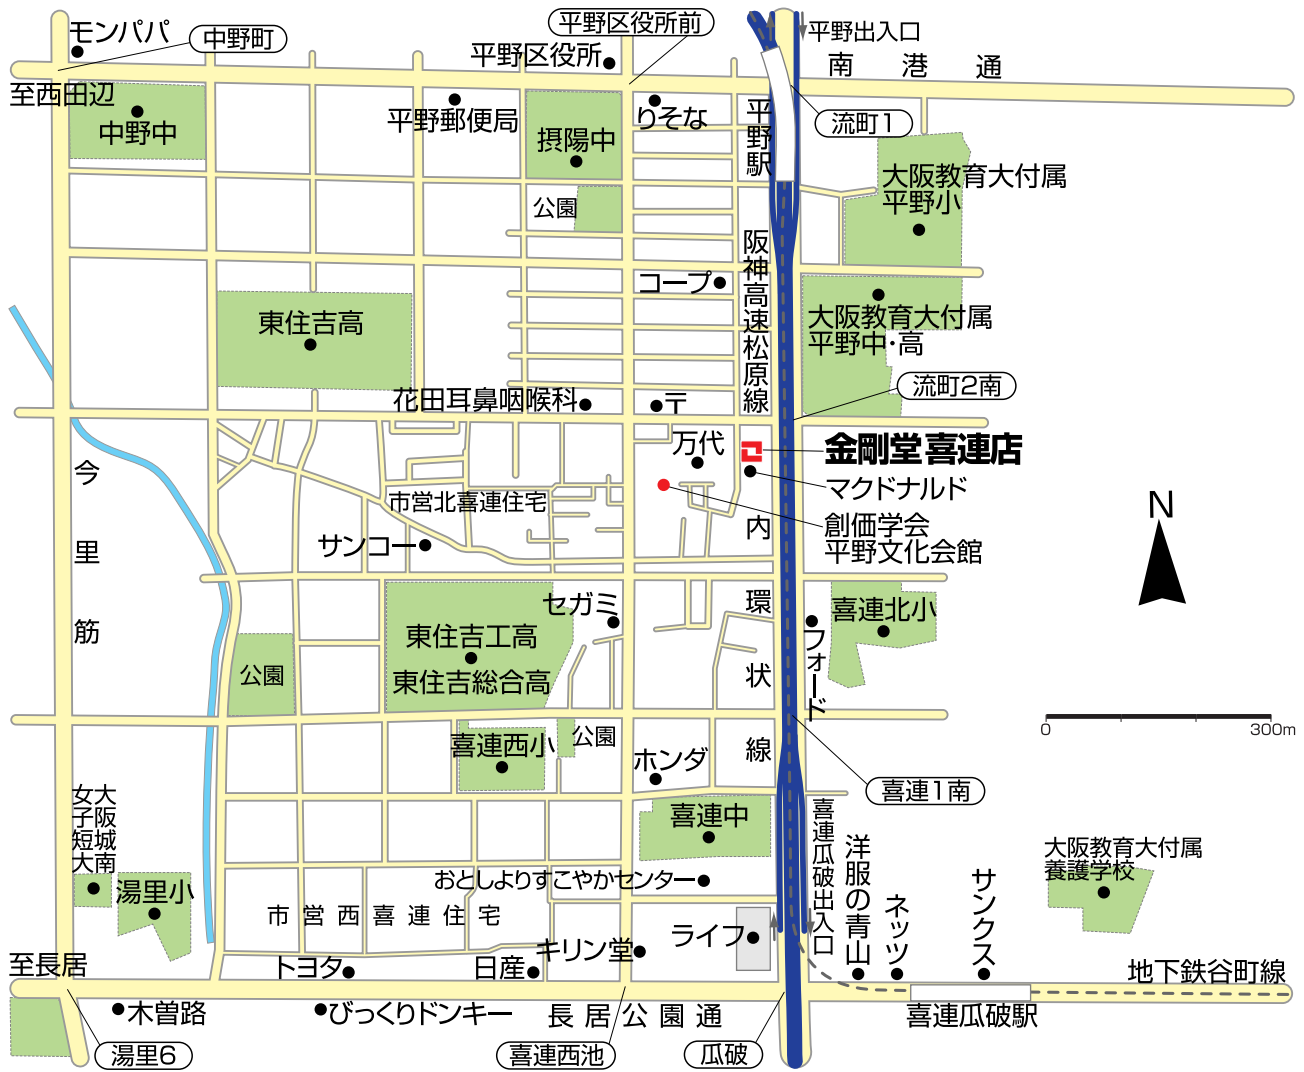 モンパパ
中野町
平野区役所前
平野区役所
平野出入口
南港通
至西田辺
中野中
平野郵便局
摂陽中
りそな
平野駅
流町1
大阪教育大付属
平野小
公園
阪神高速松原線
コープ
東住吉高
大阪教育大付属
平野中・高
流町2南
花田耳鼻咽喉科
〒
万代
金剛堂喜連店
マクドナルド
今里筋
市営北喜連住宅
創価学会
平野文化会館
サンコー
内環状線
N
セガミ
喜連北小
フォード
東住吉工高
東住吉総合高
公園
0
300m
喜連西小
公園
ホンダ
喜連1南
大阪城南
女子短大
喜連中
喜連瓜破出入口
洋服の青山
大阪教育大付属
養護学校
湯里小
おとしよりすこやかセンター
ネッツ
サンクス
市営西喜連住宅
ライフ
至長居
トヨタ
日産
キリン堂
地下鉄谷町線
木曽路
びっくりドンキー
長居公園通
喜連瓜破駅
湯里6
喜連西池
瓜破